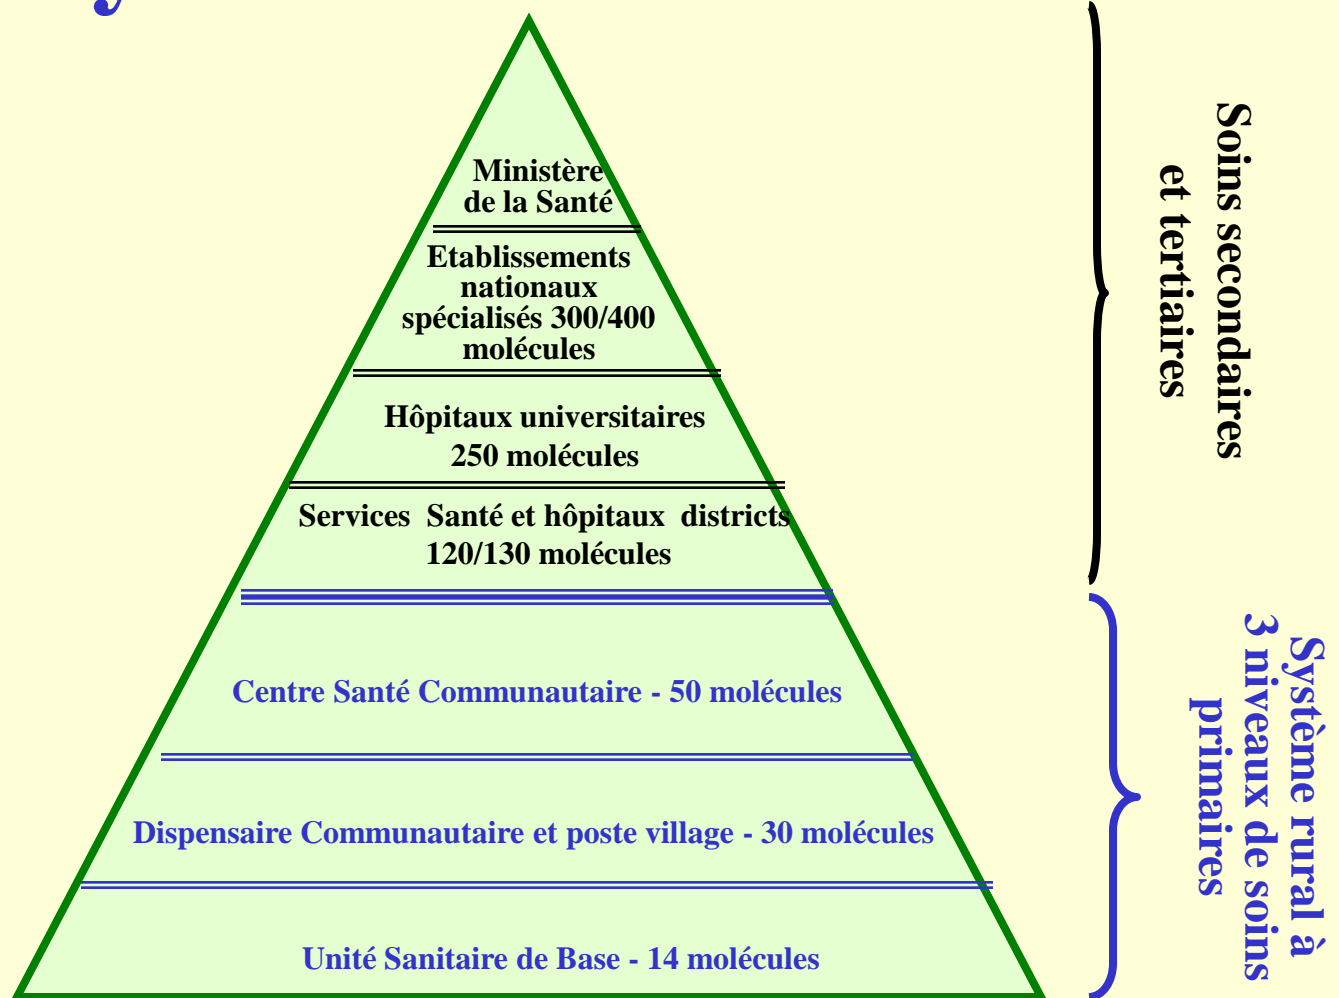 Ministère
de la Santé
Etablissements
nationaux
spécialisés 300/400
molécules
Hôpitaux universitaires
250 molécules
Services Santé et hôpitaux districts
120/130 molécules
Centre Santé Communautaire - 50 molécules
Dispensaire Communautaire et poste village - 30 molécules
Unité Sanitaire de Base - 14 molécules
Soins secondaires
et tertiaires
Système rural à
3 niveaux de soins
primaires